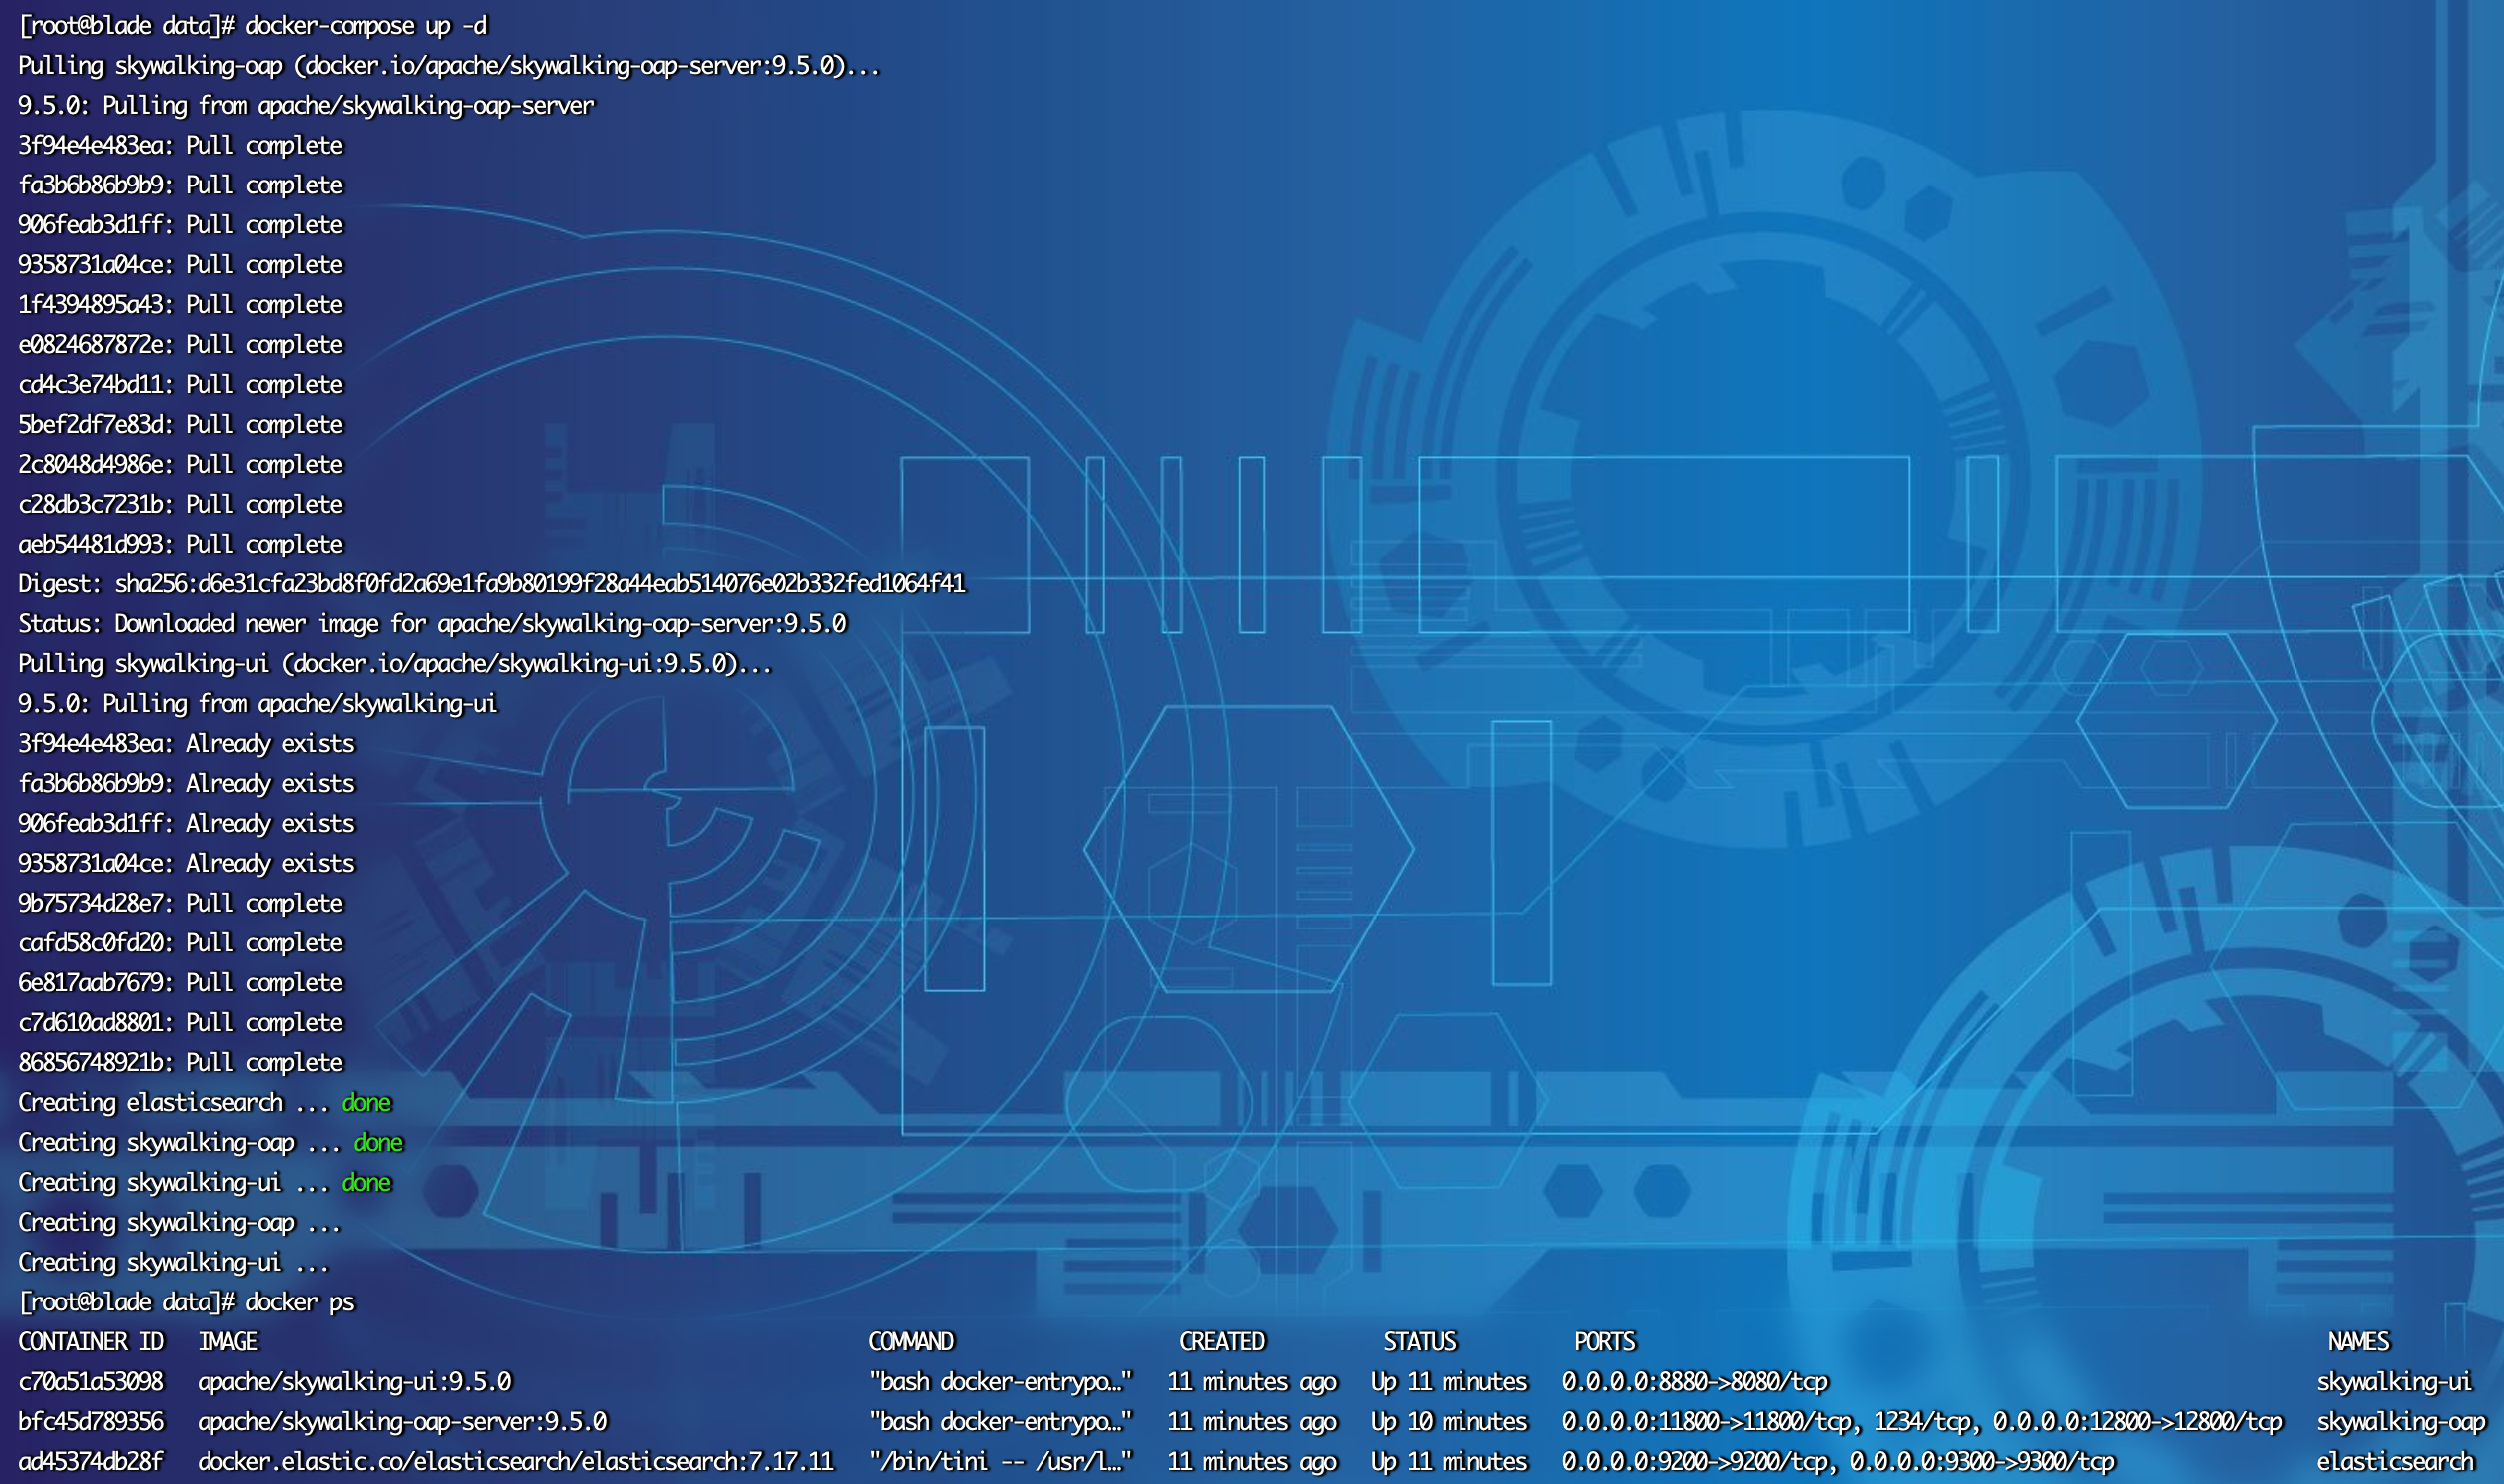 [root@blade data]# docker-compose up -d
Pulling skywalking-oap (docker.io/apache/skywalking-oap-server:9.5.0)...
9.5.0: Pulling from apache/skywalking-oap-server
3f94e4e483ea: Pull complete
fa3b6b86b9b9: Pull complete
906feab3d1ff: Pull complete
9358731a04ce: Pull complete
1f4394895a43: Pull complete
e0824687872e: Pull complete
cd4c3e74bd11: Pull complete
5bef2df7e83d: Pull complete
2c8048d4986e: Pull complete
c28db3c7231b: Pull complete
aeb54481d993: Pull complete
Digest: sha256:d6e31cfa23bd8f0fd2a69e1fa9b80199f28a44eab514076e02b332fed1064f41
Status: Downloaded newer image for apache/skywalking-oap-server:9.5.0
Pulling skywalking-ui (docker.io/apache/skywalking-ui:9.5.0)...
9.5.0: Pulling from apache/skywalking-ui
3f94e4e483ea: Already exists
fa3b6b86b9b9: Already exists
906feab3d1ff: Already exists
9358731a04ce: Already exists
9b75734d28e7: Pull complete
cafd58c0fd20: Pull complete
6e817aab7679: Pull complete
c7d610ad8801: Pull complete
86856748921b: Pull complete
Creating elasticsearch ... done
Creating skywalking-oap ... done
Creating skywalking-ui ... done
Creating skywalking-oap ...
Creating skywalking-ui ...
[root@blade data]# docker ps
CONTAINER ID IMAGE COMMAND CREATED STATUS PORTS NAMES
c70a51a53098 apache/skywalking-ui:9.5.0 "bash docker-entrypo…" 11 minutes ago Up 11 minutes 0.0.0.0:8880->8080/tcp skywalking-ui
bfc45d789356 apache/skywalking-oap-server:9.5.0 "bash docker-entrypo…" 11 minutes ago Up 10 minutes 0.0.0.0:11800->11800/tcp, 1234/tcp, 0.0.0.0:12800->12800/tcp skywalking-oap
ad45374db28f docker.elastic.co/elasticsearch/elasticsearch:7.17.11 "/bin/tini -- /usr/l…" 11 minutes ago Up 11 minutes 0.0.0.0:9200->9200/tcp, 0.0.0.0:9300->9300/tcp elasticsearch